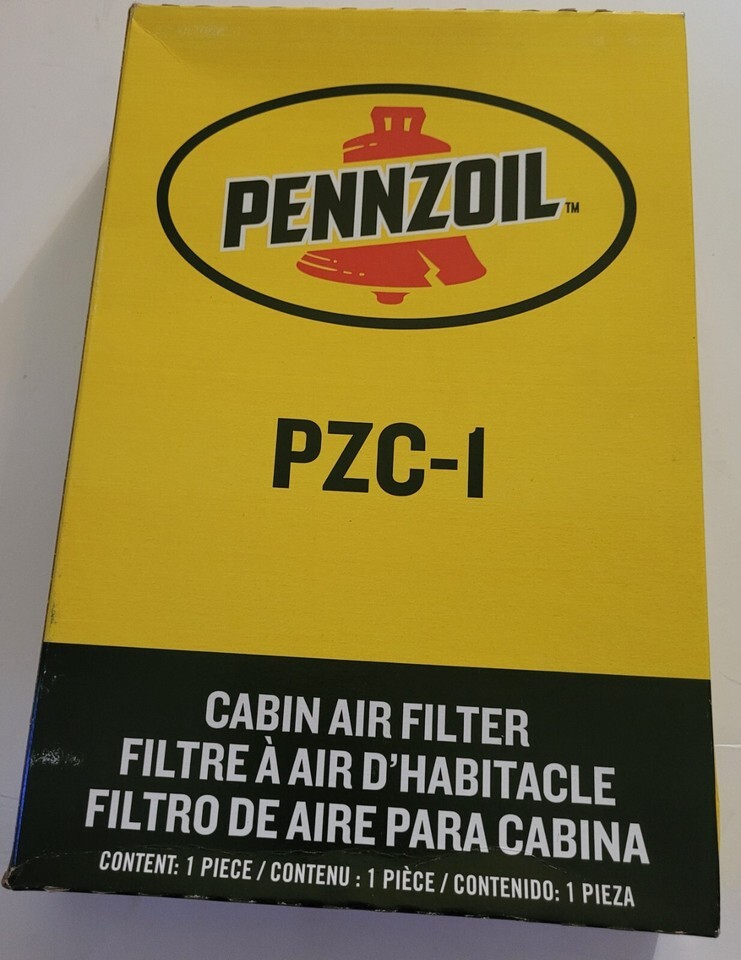 PENNZOIL™
PZC-1
CABIN AIR FILTER
FILTRE À AIR D'HABITACLE
FILTRO DE AIRE PARA CABINA
CONTENT: 1 PIECE / CONTENU : 1 PIÈCE / CONTENIDO: 1 PIEZA